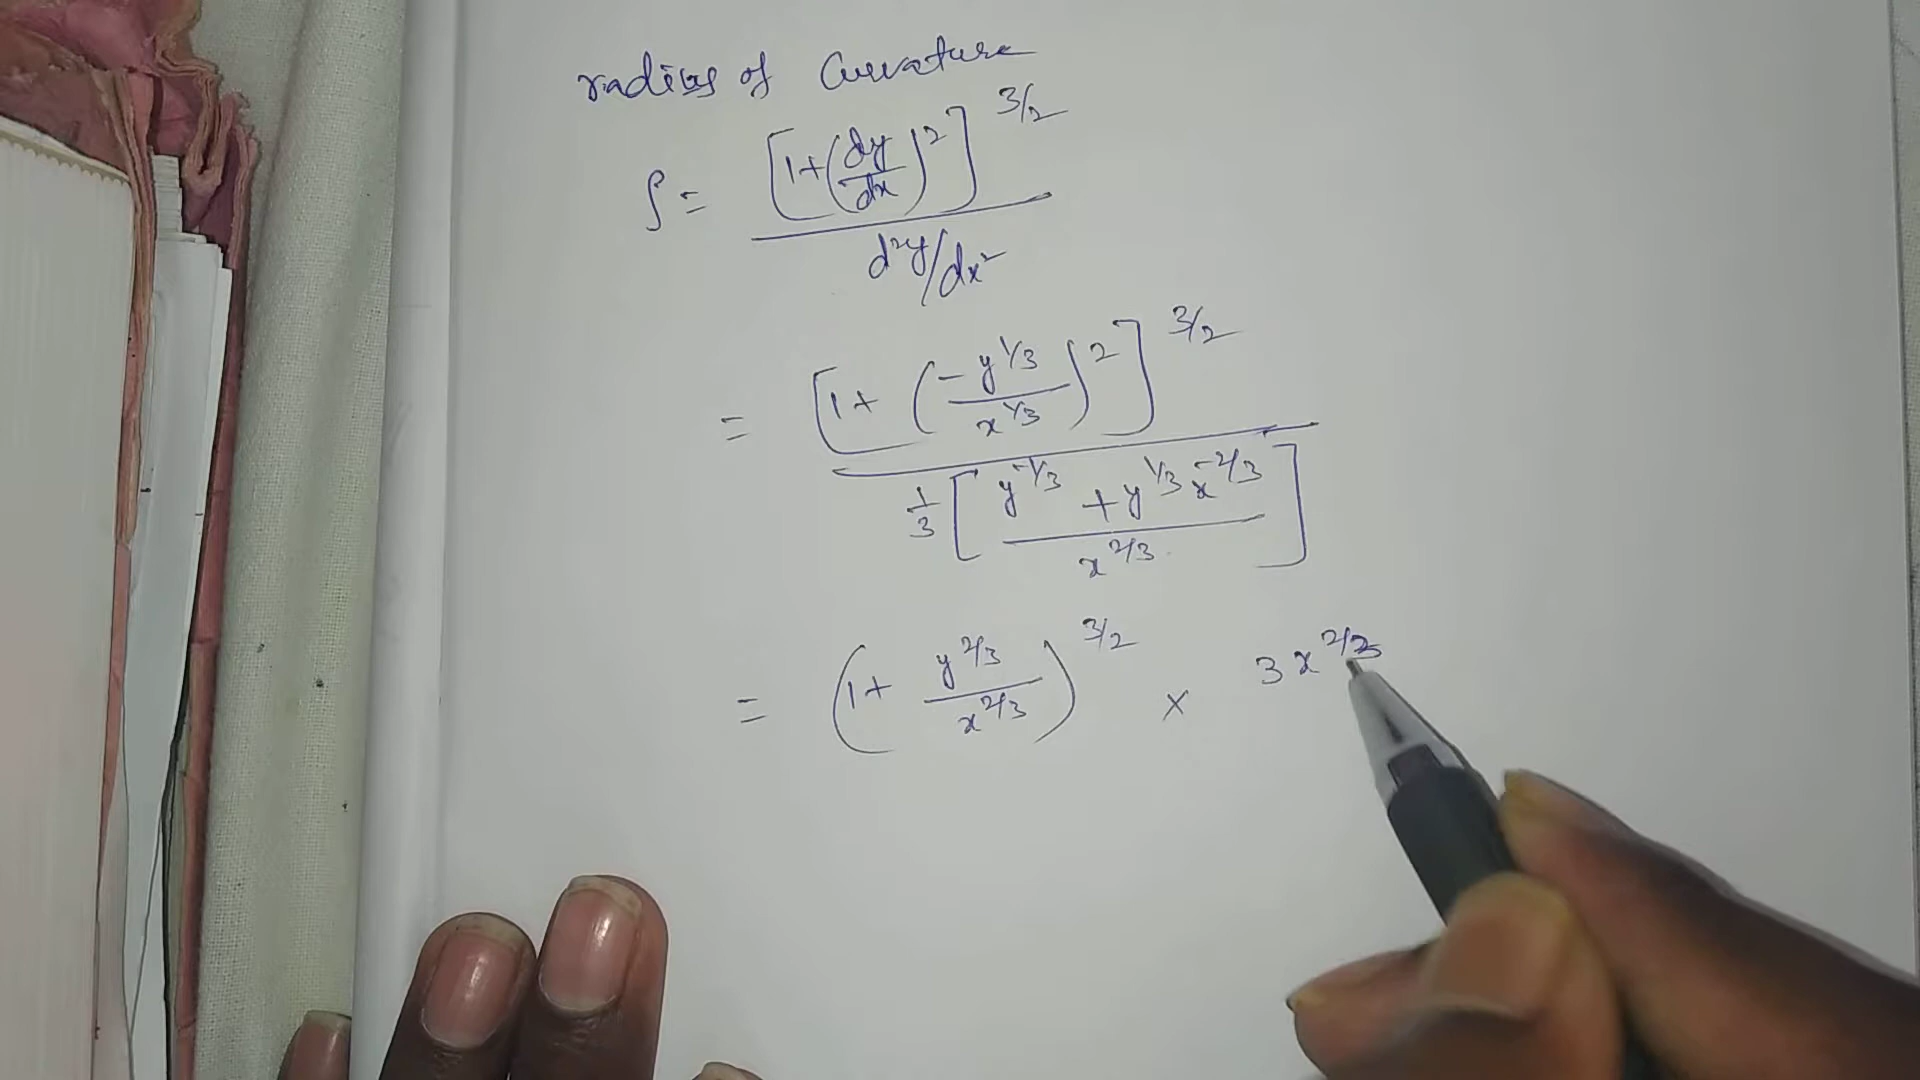 radius of Curvature
ρ = [1+(dy/dx)²]^3/2 / d²y/dx²
= [1+ (-y^1/3 / x^1/3)²]^3/2 / 1/3 [y^-1/3 + y^1/3 x^-2/3 / x^2/3]
= (1+ y^2/3 / x^2/3)^3/2 × 3x^2/3